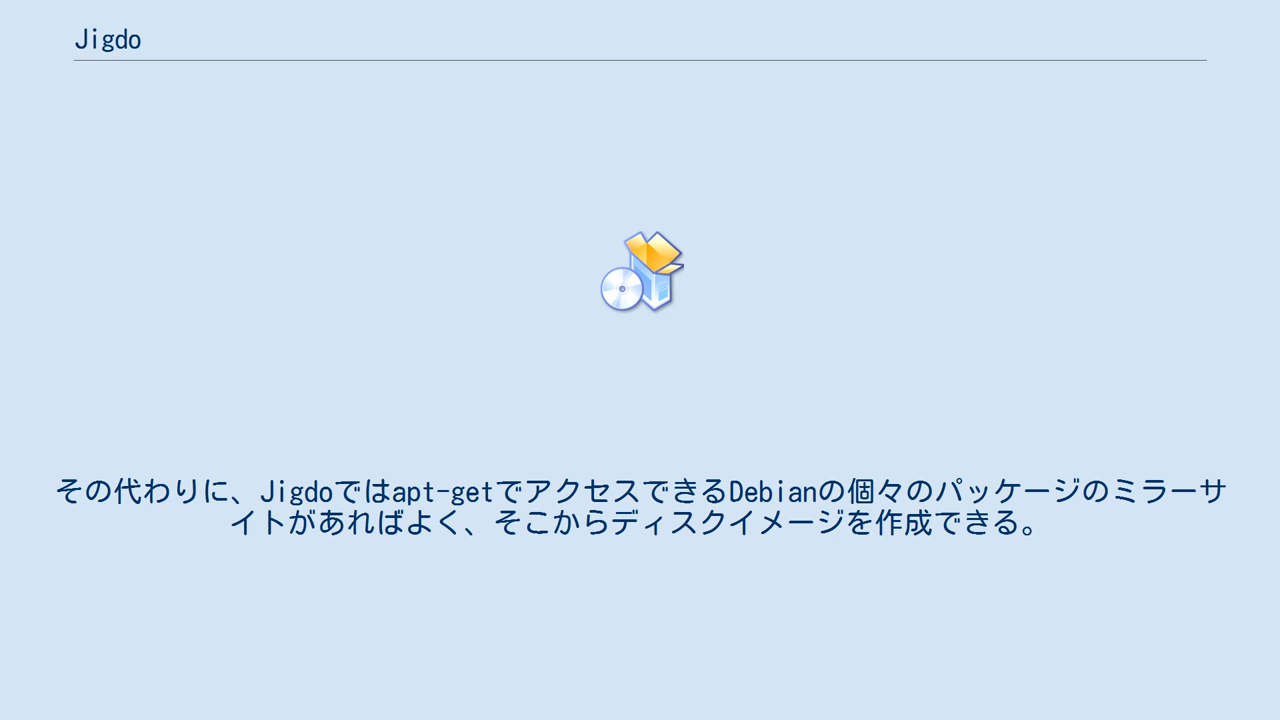 Jigdo
その代わりに、Jigdoではapt-getでアクセスできるDebianの個々のパッケージのミラーサ
イトがあればよく、そこからディスクイメージを作成できる。